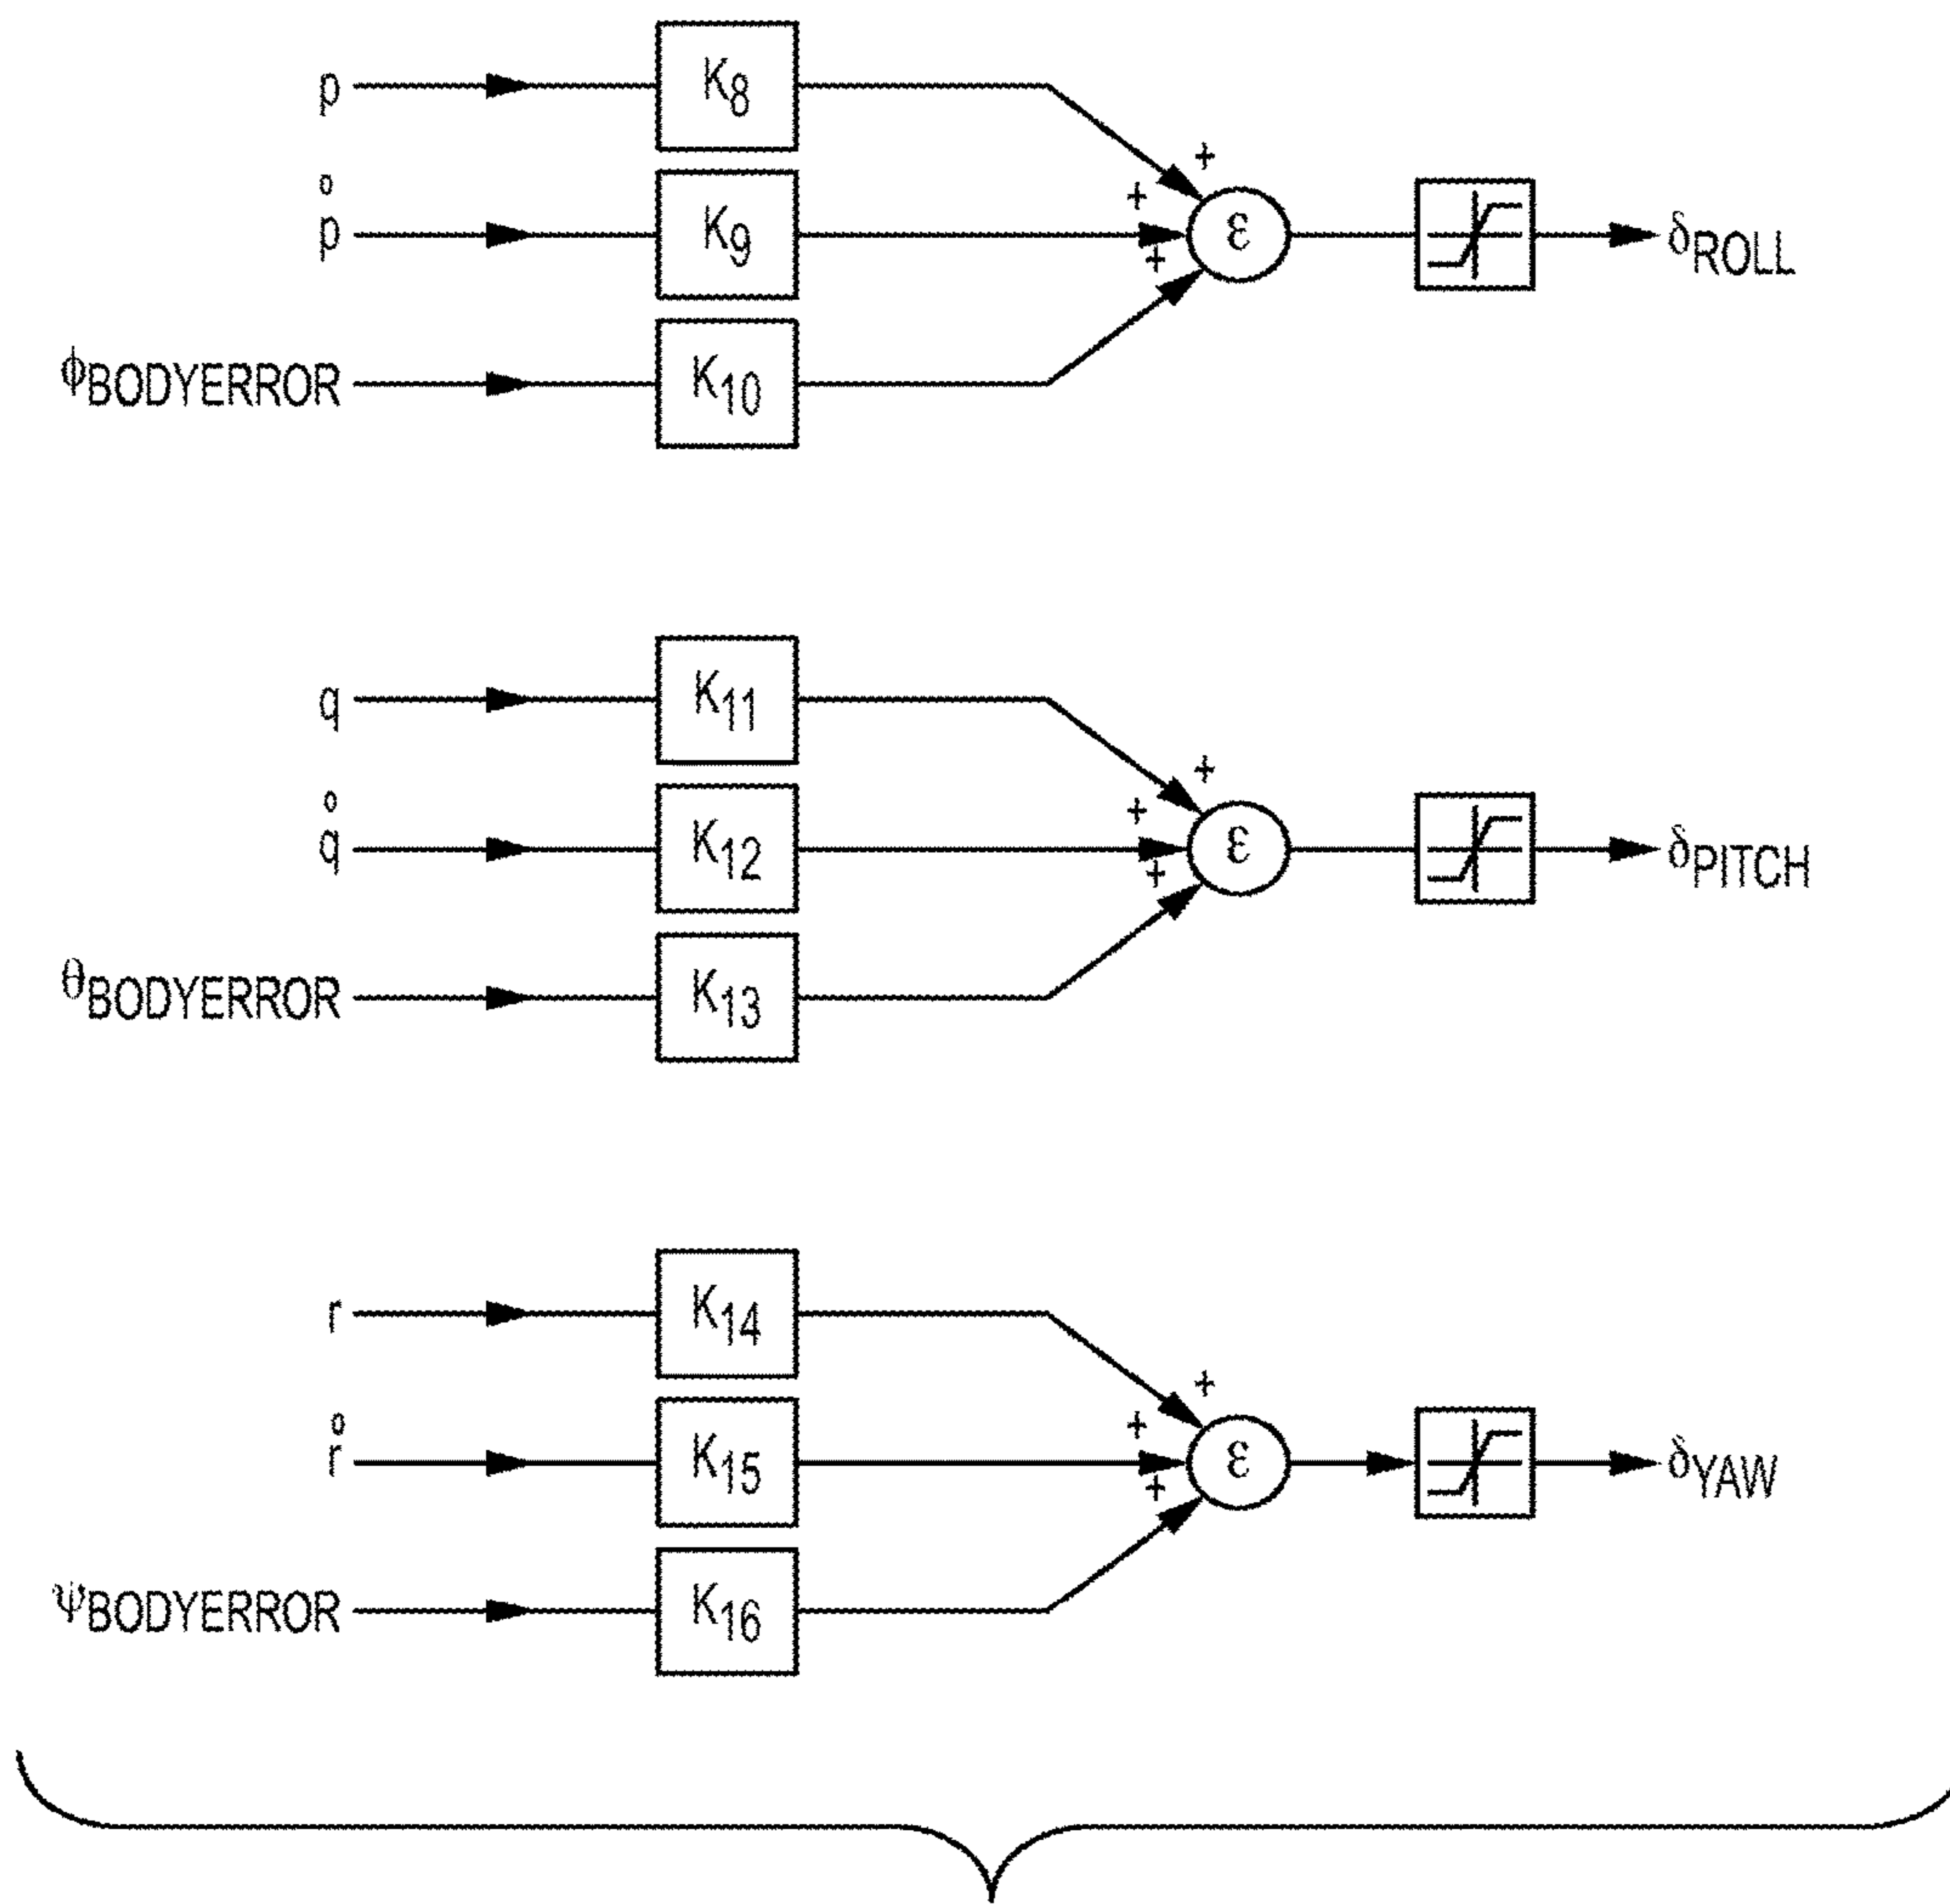 p K8
p̊ K9 + + + ε δROLL
ϕBODYERROR K10
q K11
q̊ K12 + + + ε δPITCH
θBODYERROR K13
r K14
r̊ K15 + + + ε δYAW
ψBODYERROR K16